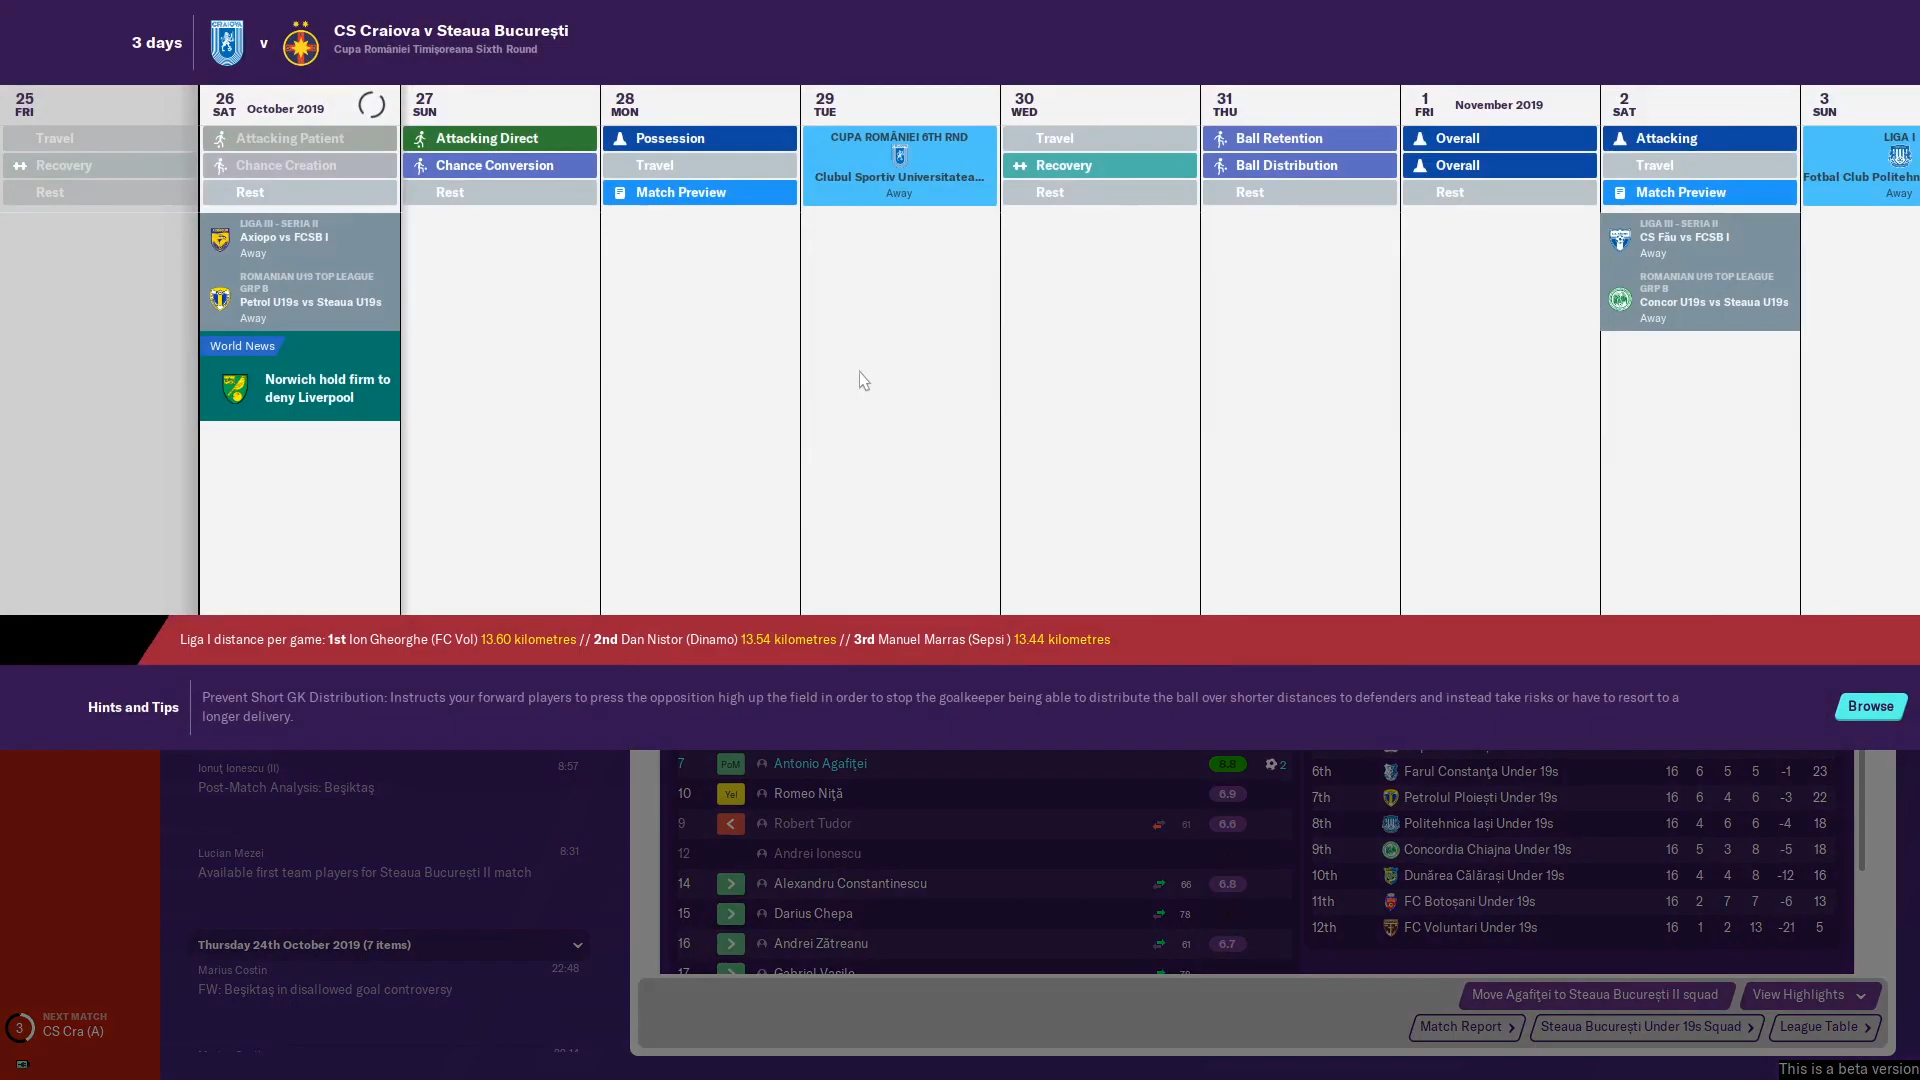 3 days
CRAIOVA
v
CS Craiova v Steaua București
Cupa României Timișoreana Sixth Round
25
FRI
26
SAT
October 2019
27
SUN
28
MON
29
TUE
30
WED
31
THU
1
FRI
November 2019
2
SAT
3
SUN
Travel
Recovery
Rest
Attacking Patient
Chance Creation
Rest
Attacking Direct
Chance Conversion
Rest
Possession
Travel
Match Preview
CUPA ROMÂNIEI 6TH RND
Clubul Sportiv Universitatea...
Away
Travel
Recovery
Rest
Ball Retention
Ball Distribution
Rest
Overall
Overall
Rest
Attacking
Travel
Match Preview
LIGA I
Fotbal Club Politehn
Away
LIGA III - SERIA II
Axiopo vs FCSB I
Away
ROMANIAN U19 TOP LEAGUE
GRP B
Petrol U19s vs Steaua U19s
Away
World News
Norwich hold firm to
deny Liverpool
LIGA III - SERIA II
CS Fău vs FCSB I
Away
ROMANIAN U19 TOP LEAGUE
GRP B
Concor U19s vs Steaua U19s
Away
Liga I distance per game: 1st Ion Gheorghe (FC Vol) 13.60 kilometres // 2nd Dan Nistor (Dinamo) 13.54 kilometres // 3rd Manuel Marras (Sepsi ) 13.44 kilometres
Hints and Tips
Prevent Short GK Distribution: Instructs your forward players to press the opposition high up the field in order to stop the goalkeeper being able to distribute the ball over shorter distances to defenders and instead take risks or have to resort to a
longer delivery.
Browse
Ionuț Ionescu (II) 8:57
Post-Match Analysis: Beşiktaş
Lucian Mezei 8:31
Available first team players for Steaua București II match
Thursday 24th October 2019 (7 items)
Marius Costin 22:48
FW: Beşiktaş in disallowed goal controversy
7 PoM Antonio Agafiței 8.8 2
10 Yel Romeo Niță 6.9
9 Robert Tudor 61 6.6
12 Andrei Ionescu
14 Alexandru Constantinescu 66 6.8
15 Darius Chepa 78
16 Andrei Zătreanu 61 6.7
17 Gabriel Vasile 78
6th Farul Constanța Under 19s 16 6 5 5 -1 23
7th Petrolul Ploiești Under 19s 16 6 4 6 -3 22
8th Politehnica Iași Under 19s 16 4 6 6 -4 18
9th Concordia Chiajna Under 19s 16 5 3 8 -5 18
10th Dunărea Călărași Under 19s 16 4 4 8 -12 16
11th FC Botoșani Under 19s 16 2 7 7 -6 13
12th FC Voluntari Under 19s 16 1 2 13 -21 5
Move Agafiței to Steaua București II squad
View Highlights
Match Report
Steaua București Under 19s Squad
League Table
3
NEXT MATCH
CS Cra (A)
This is a beta version